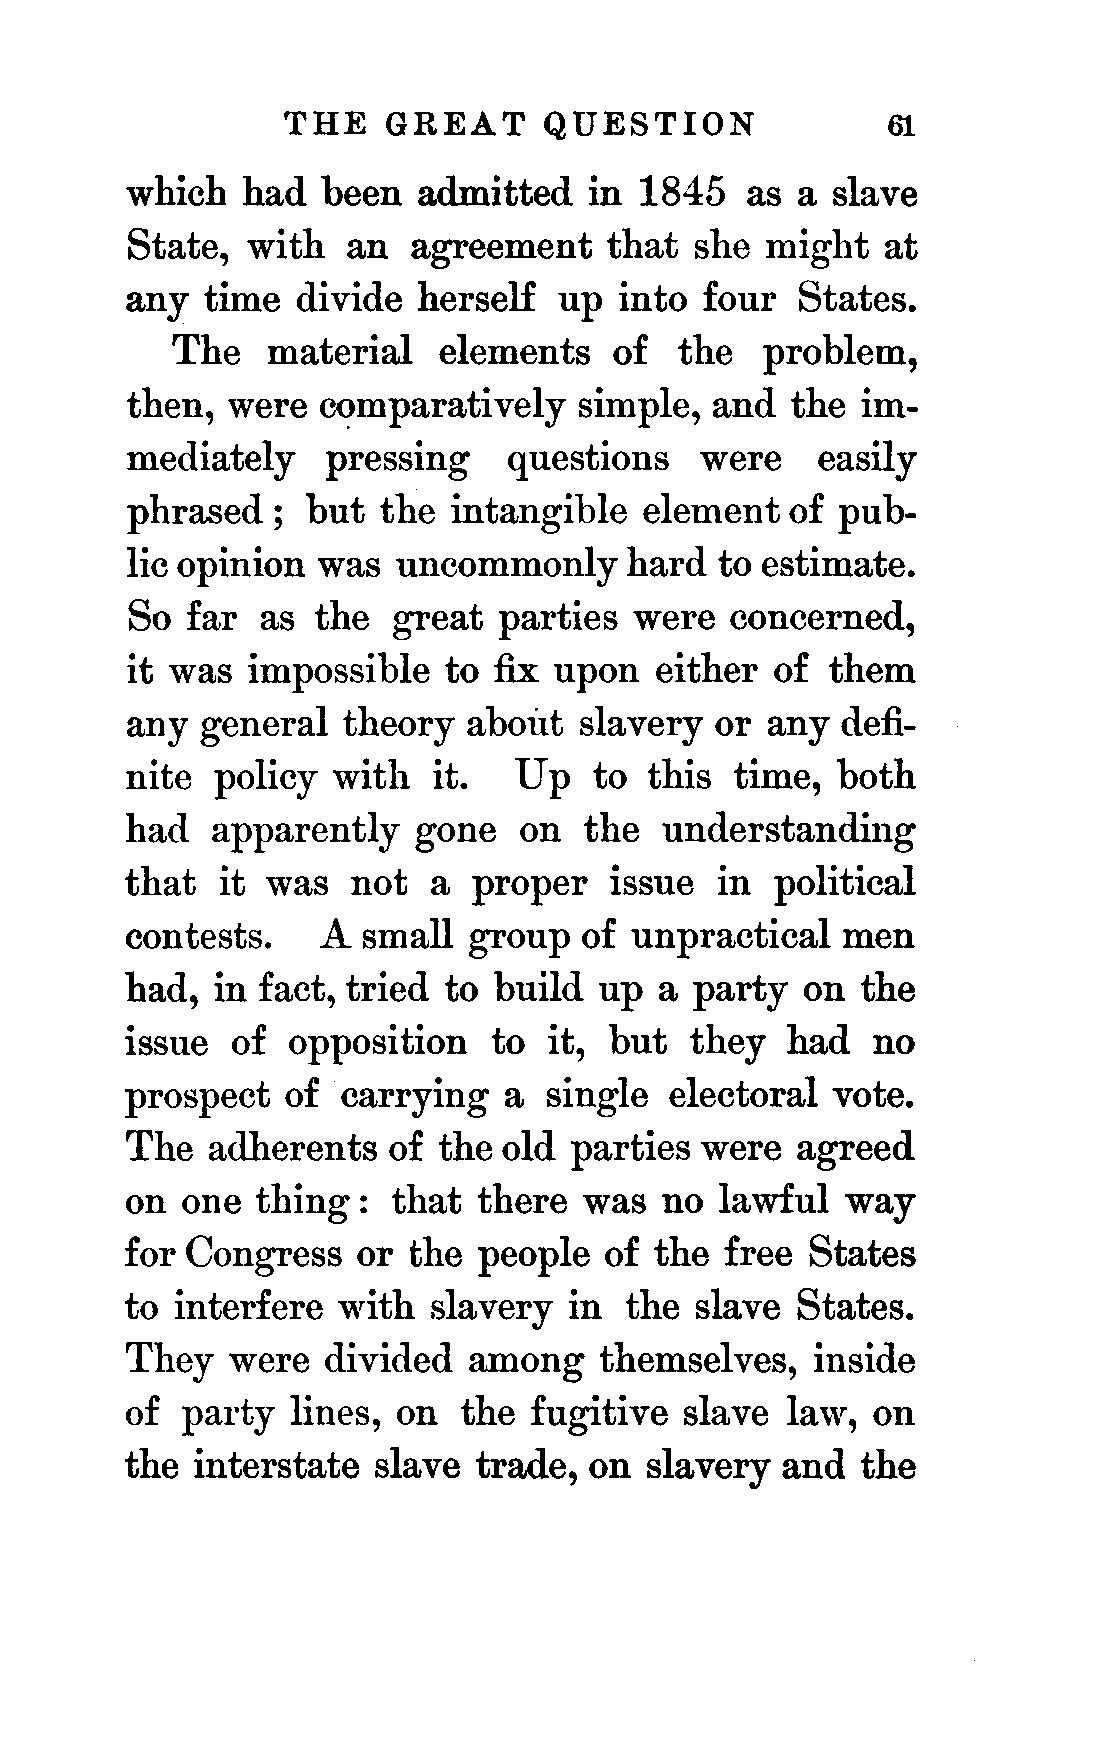 THE GREAT QUESTION 61
which had been admitted in 1845 as a slave
State, with an agreement that she might at
any time divide herself up into four States.
The material elements of the problem,
then, were comparatively simple, and the im-
mediately pressing questions were easily
phrased ; but the intangible element of pub-
lic opinion was uncommonly hard to estimate.
So far as the great parties were concerned,
it was impossible to fix upon either of them
any general theory about slavery or any defi-
nite policy with it. Up to this time, both
had apparently gone on the understanding
that it was not a proper issue in political
contests. A small group of unpractical men
had, in fact, tried to build up a party on the
issue of opposition to it, but they had no
prospect of carrying a single electoral vote.
The adherents of the old parties were agreed
on one thing : that there was no lawful way
for Congress or the people of the free States
to interfere with slavery in the slave States.
They were divided among themselves, inside
of party lines, on the fugitive slave law, on
the interstate slave trade, on slavery and the